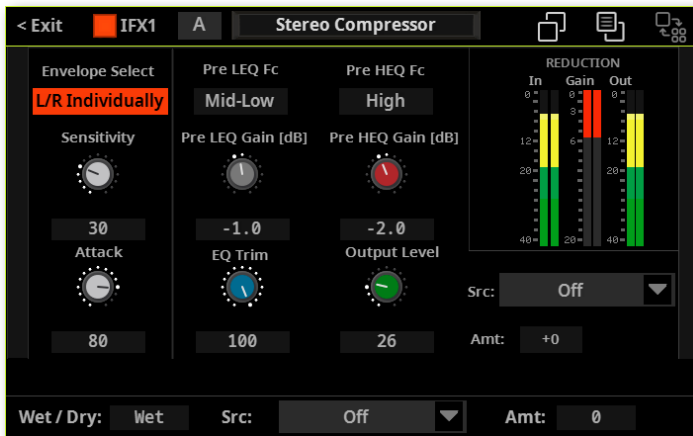 < Exit IFX1 A Stereo Compressor
Envelope Select
L/R Individually
Sensitivity
30
Attack
80
Pre LEQ Fc Pre HEQ Fc
Mid-Low High
Pre LEQ Gain [dB] Pre HEQ Gain [dB]
-1.0 -2.0
EQ Trim Output Level
100 26
REDUCTION
In Gain Out
0 0 0
3
12 6 12
20 20
40 20 40
Src: Off
Amt: +0
Wet / Dry: Wet Src: Off Amt: 0